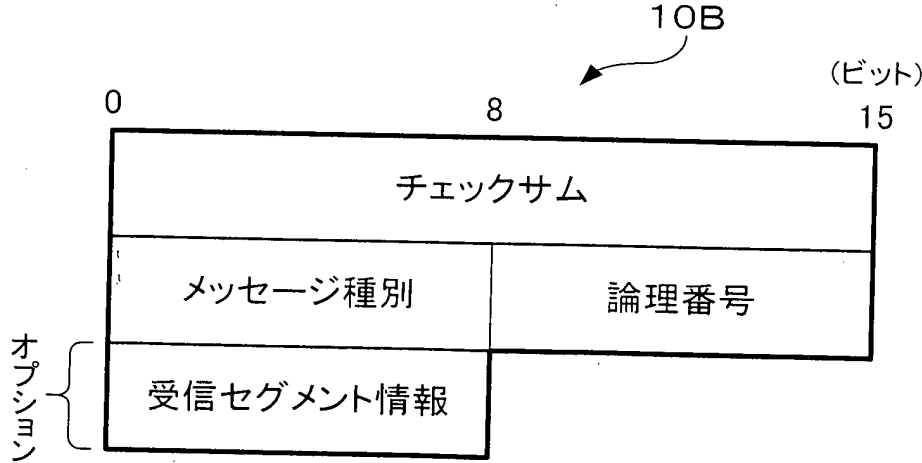 10B
(ビット)
0
8
15
チェックサム
メッセージ種別
論理番号
オプション
受信セグメント情報